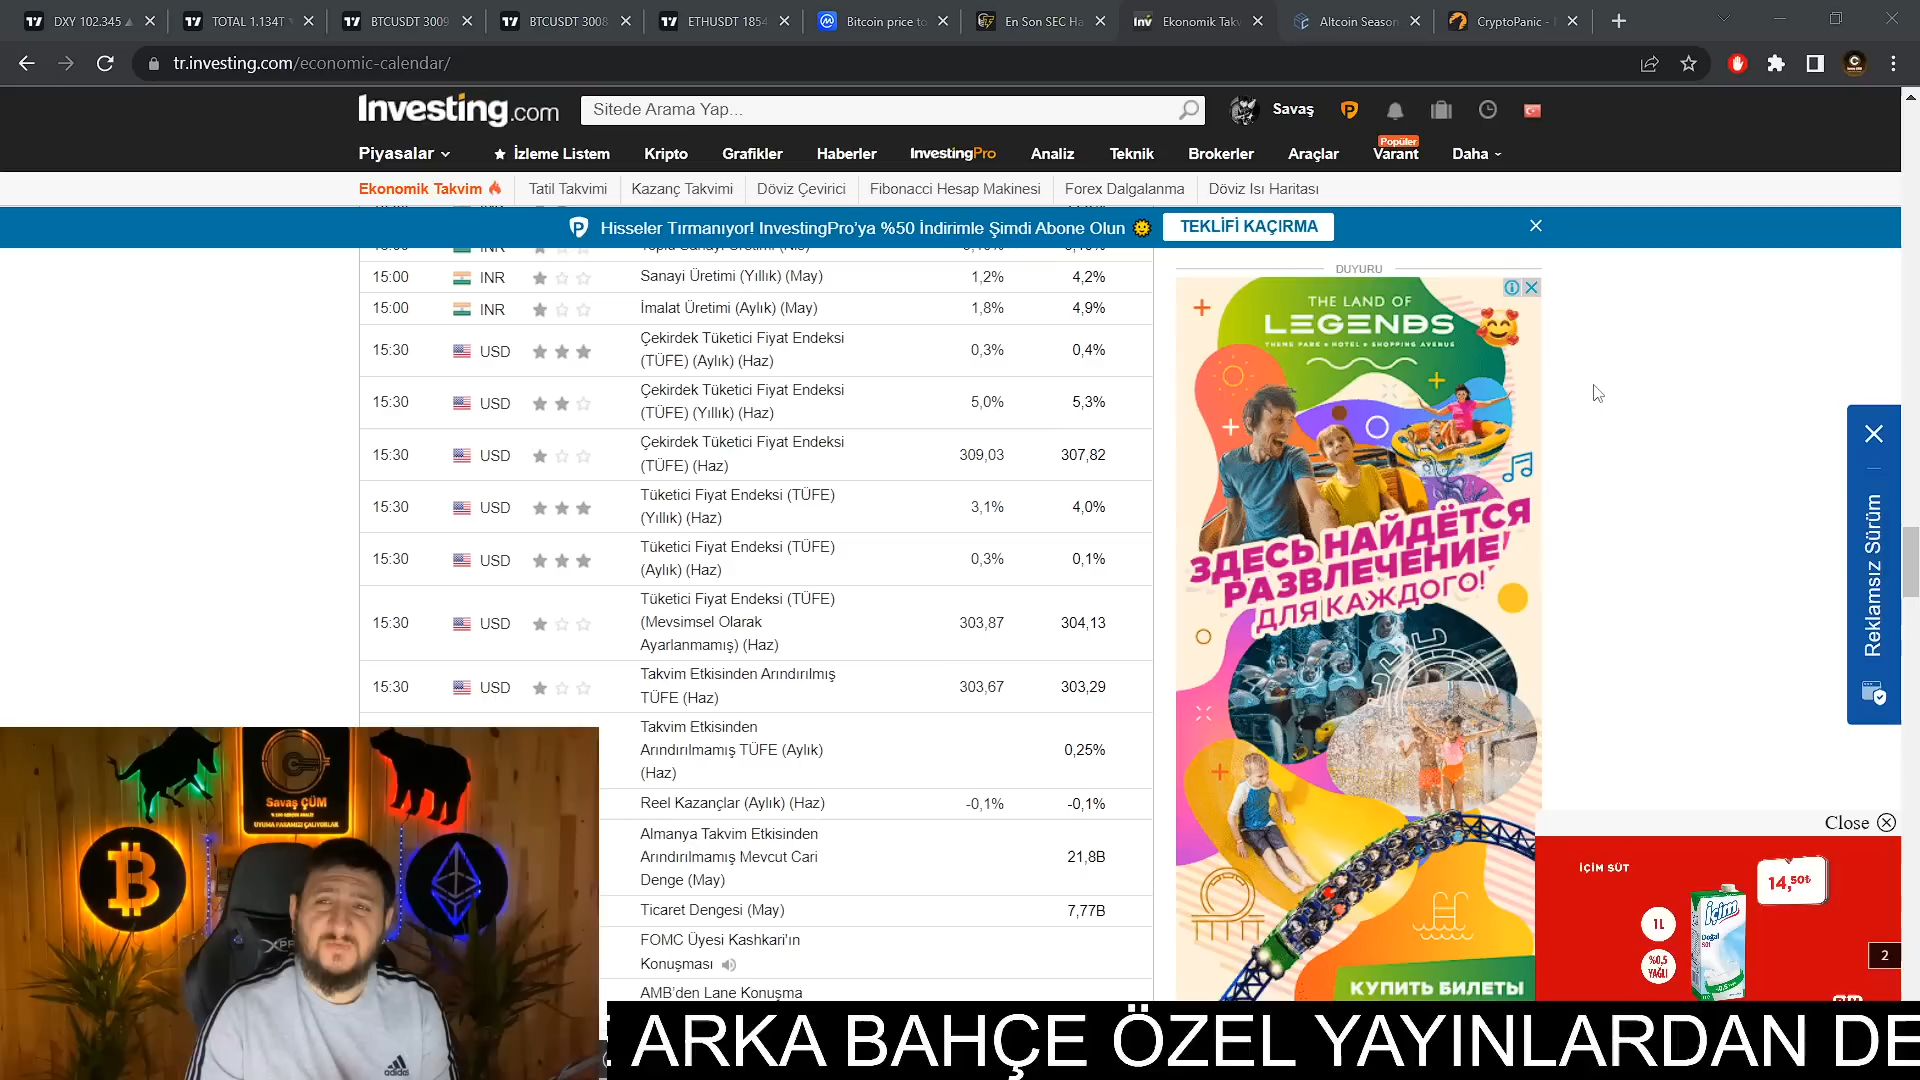 DXY 102.345
TOTAL 1.134T
BTCUSDT 3009
BTCUSDT 3008
ETHUSDT 1854
Bitcoin price to
En Son SEC Ha
Ekonomik Takv
Altcoin Season
CryptoPanic -
tr.investing.com/economic-calendar/
Investing.com
Sitede Arama Yap...
Savaş
Piyasalar
İzleme Listem
Kripto
Grafikler
Haberler
InvestingPro
Analiz
Teknik
Brokerler
Araçlar
Popüler
Varant
Daha
Ekonomik Takvim
Tatil Takvimi
Kazanç Takvimi
Döviz Çevirici
Fibonacci Hesap Makinesi
Forex Dalgalanma
Döviz Isı Haritası
Hisseler Tırmanıyor! InvestingPro'ya %50 İndirimle Şimdi Abone Olun
TEKLİFİ KAÇIRMA
15:00 INR Sanayi Üretimi (Yıllık) (May) 1,2% 4,2%
15:00 INR İmalat Üretimi (Aylık) (May) 1,8% 4,9%
15:30 USD Çekirdek Tüketici Fiyat Endeksi
(TÜFE) (Aylık) (Haz) 0,3% 0,4%
15:30 USD Çekirdek Tüketici Fiyat Endeksi
(TÜFE) (Yıllık) (Haz) 5,0% 5,3%
15:30 USD Çekirdek Tüketici Fiyat Endeksi
(TÜFE) (Haz) 309,03 307,82
15:30 USD Tüketici Fiyat Endeksi (TÜFE)
(Yıllık) (Haz) 3,1% 4,0%
15:30 USD Tüketici Fiyat Endeksi (TÜFE)
(Aylık) (Haz) 0,3% 0,1%
15:30 USD Tüketici Fiyat Endeksi (TÜFE)
(Mevsimsel Olarak
Ayarlanmamış) (Haz) 303,87 304,13
15:30 USD Takvim Etkisinden Arındırılmış
TÜFE (Haz) 303,67 303,29
Takvim Etkisinden
Arındırılmamış TÜFE (Aylık)
(Haz) 0,25%
Reel Kazançlar (Aylık) (Haz) -0,1% -0,1%
Almanya Takvim Etkisinden
Arındırılmamış Mevcut Cari
Denge (May) 21,8B
Ticaret Dengesi (May) 7,77B
FOMC Üyesi Kashkari'ın
Konuşması
AMB'den Lane Konuşma
DUYURU
THE LAND OF
LEGENDS
THEME PARK • HOTEL • SHOPPING AVENUE
ЗДЕСЬ НАЙДЁТСЯ
РАЗВЛЕЧЕНИЕ
ДЛЯ КАЖДОГО!
КУПИТЬ БИЛЕТЫ
Reklamsız Sürüm
Close
İÇİM SÜT
14,50₺
1L
%0,5
YAĞLI
içim
2
Savaş ÇÜM
UYUMA PARAMIZI ÇALIYORLAR
ARKA BAHÇE ÖZEL YAYINLARDAN DE